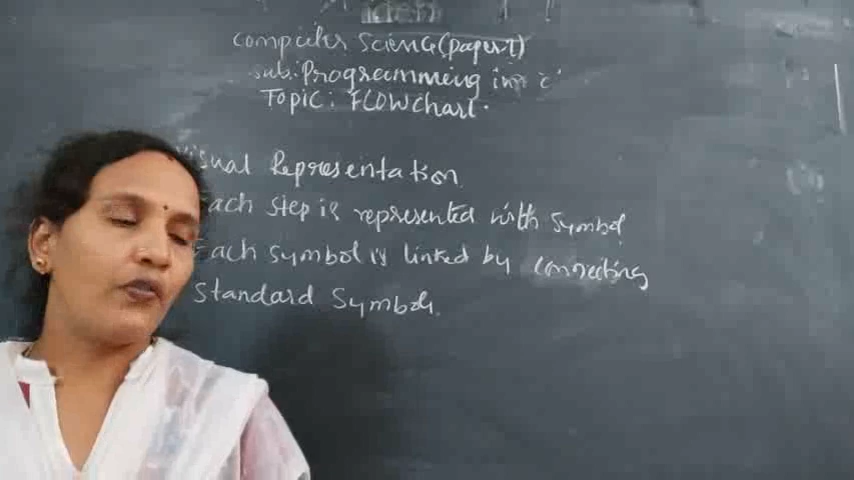 Computer Science (paper I)
sub: Programming in 'c'
Topic: FLOWchart.
Visual Representation
Each step is represented with symbol
Each symbol is linked by connecting
Standard Symbols.